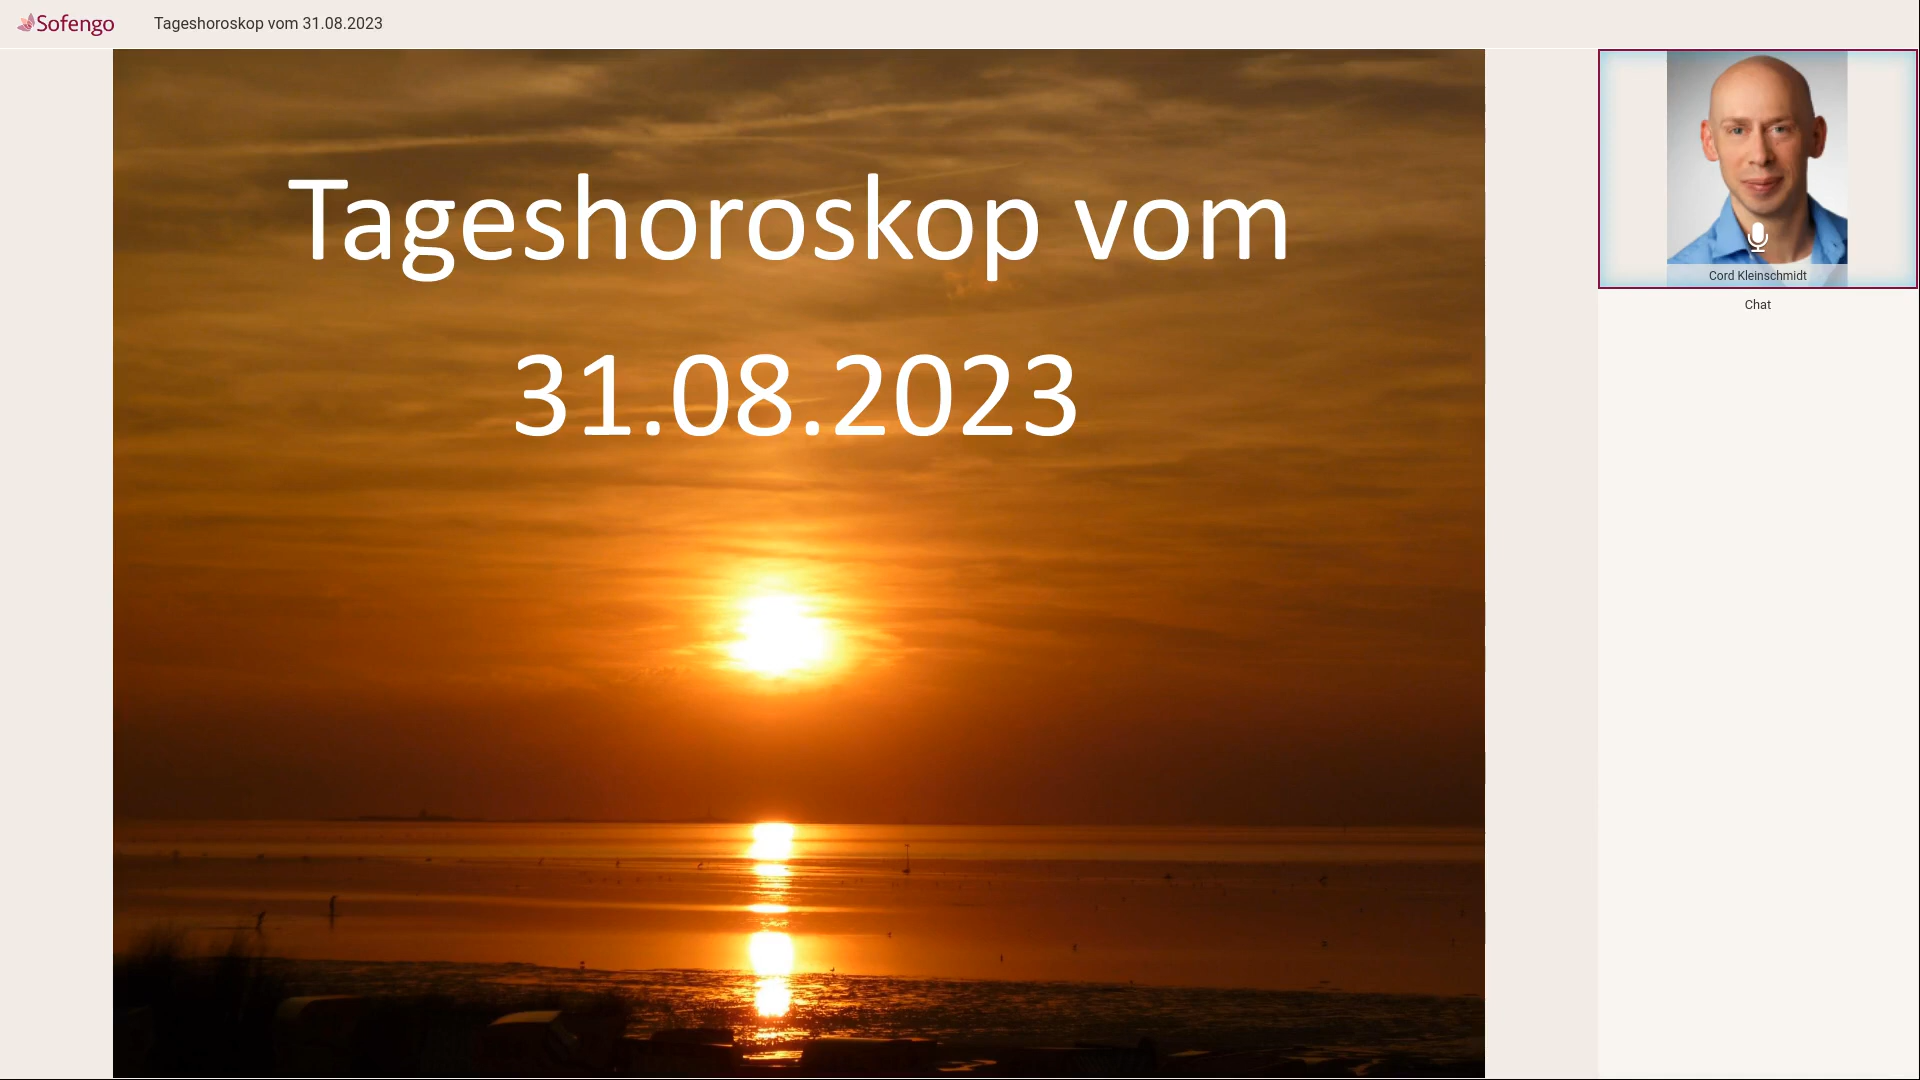 Sofengo
Tageshoroskop vom 31.08.2023
Tageshoroskop vom
31.08.2023
Cord Kleinschmidt
Chat